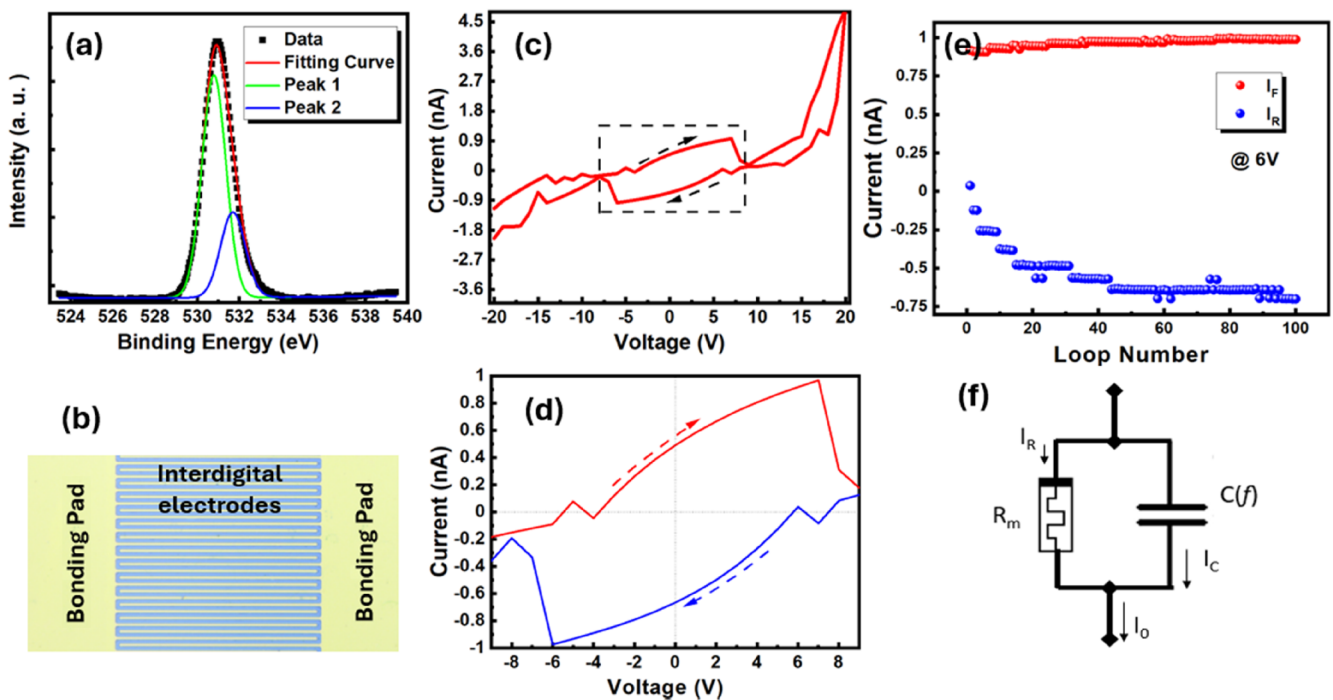 (a)
Data
Fitting Curve
Peak 1
Peak 2
Intensity (a. u.)
524 526 528 530 532 534 536 538 540
Binding Energy (eV)
(b)
Bonding Pad
Interdigital
electrodes
Bonding Pad
(c)
Current (nA)
4.5
2.7
0.9
0
-0.9
-1.8
2.7
3.6
-20 -15 -10 -5 0 5 10 15 20
Voltage (V)
(d)
Current (nA)
1
0.8
0.6
0.4
0.2
0
-0.2
-0.4
-0.6
-0.8
-1
-8 -6 -4 -2 0 2 4 6 8
Voltage (V)
(e)
Current (nA)
1
0.75
0.5
0.25
0
-0.25
-0.5
-0.75
I_F
I_R
@ 6V
0 20 40 60 80 100
Loop Number
(f)
I_R
R_m
C(f)
I_C
I_0